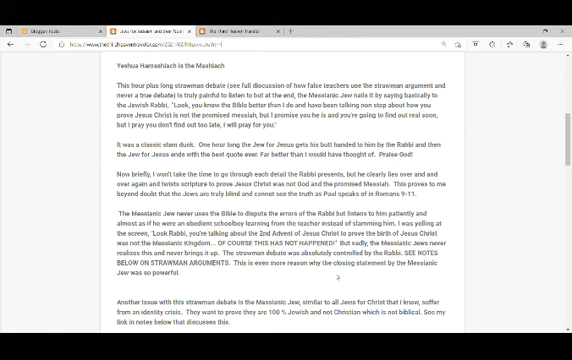 Blogger: Posts
Jews for Judaism and their
The Third Heaven Traveler
Yeshua Hamashiach is the Mashiach
This hour plus long strawman debate (see full discussion of how false teachers use the strawman argument and
never a true debate) is truly painful to listen to but at the end, the Messianic Jew nails it by saying basically to
the Jewish Rabbi, "Look, you know the Bible better than I do and have been talking non stop about how you
prove Jesus Christ is not the promised messiah, but I promise you he is and you're going to find out real soon,
but I pray you don't find out too late, I will pray for you."
It was a classic slam dunk. One hour long the Jew for Jesus gets his butt handed to him by the Rabbi and then
the Jew for Jesus ends with the best quote ever. Far better than I would have thought of. Praise God!
Now briefly, I won't take the time to go through each detail the Rabbi presents, but he clearly lies over and and
over again and twists scripture to prove Jesus Christ was not God and the promised Messiah. This proves to me
beyond doubt that the Jews are truly blind and cannot see the truth as Paul speaks of in Romans 9-11.
The Messianic Jew never uses the Bible to dispute the errors of the Rabbi but listens to him patiently and
almost as if he were an obedient schoolboy learning from the teacher instead of slamming him. I was yelling at
the screen, 'Look Rabbi, you're talking about the 2nd Advent of Jesus Christ to prove the birth of Jesus Christ
was not the Messianic Kingdom... OF COURSE THIS HAS NOT HAPPENED!" But sadly, the Messianic Jews never
realizes this and never brings it up. The strawman debate was absolutely controlled by the Rabbi. SEE NOTES
BELOW ON STRAWMAN ARGUMENTS. This is even more reason why the closing statement by the Messianic
Jew was so powerful.
Another issue with this strawman debate is the Messianic Jew, similar to all Jews for Christ that I know, suffer
from an identity crisis. They want to prove they are 100 % Jewish and not Christian which is not biblical. See my
link in notes below that discusses this.